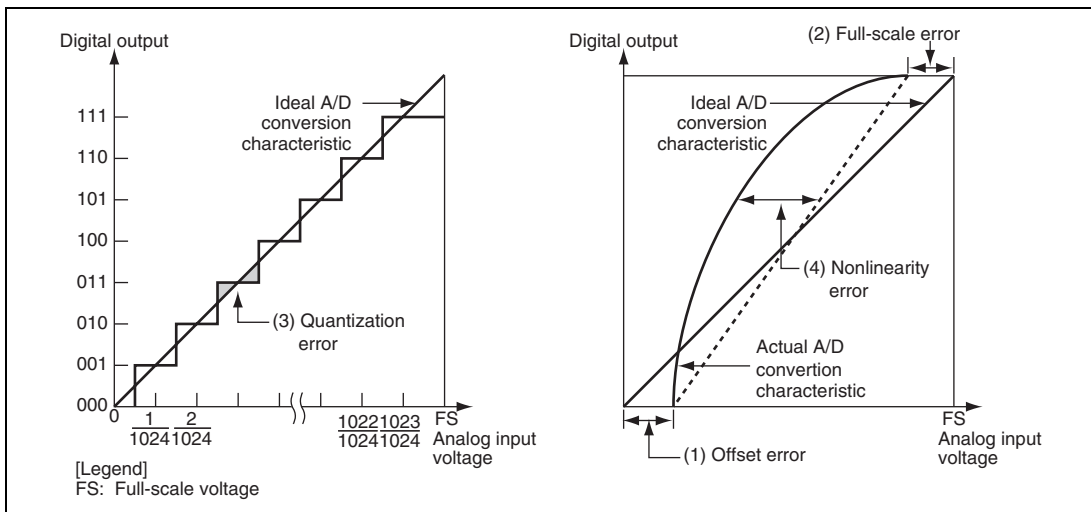 Digital output
111
110
101
100
011
010
001
000
Ideal A/D
conversion
characteristic
(3) Quantization
error
0
1
1024
2
1024
1022
1024
1023
1024
FS
Analog input
voltage
[Legend]
FS: Full-scale voltage
Digital output
(2) Full-scale error
Ideal A/D
conversion
characteristic
(4) Nonlinearity
error
Actual A/D
convertion
characteristic
FS
Analog input
voltage
(1) Offset error